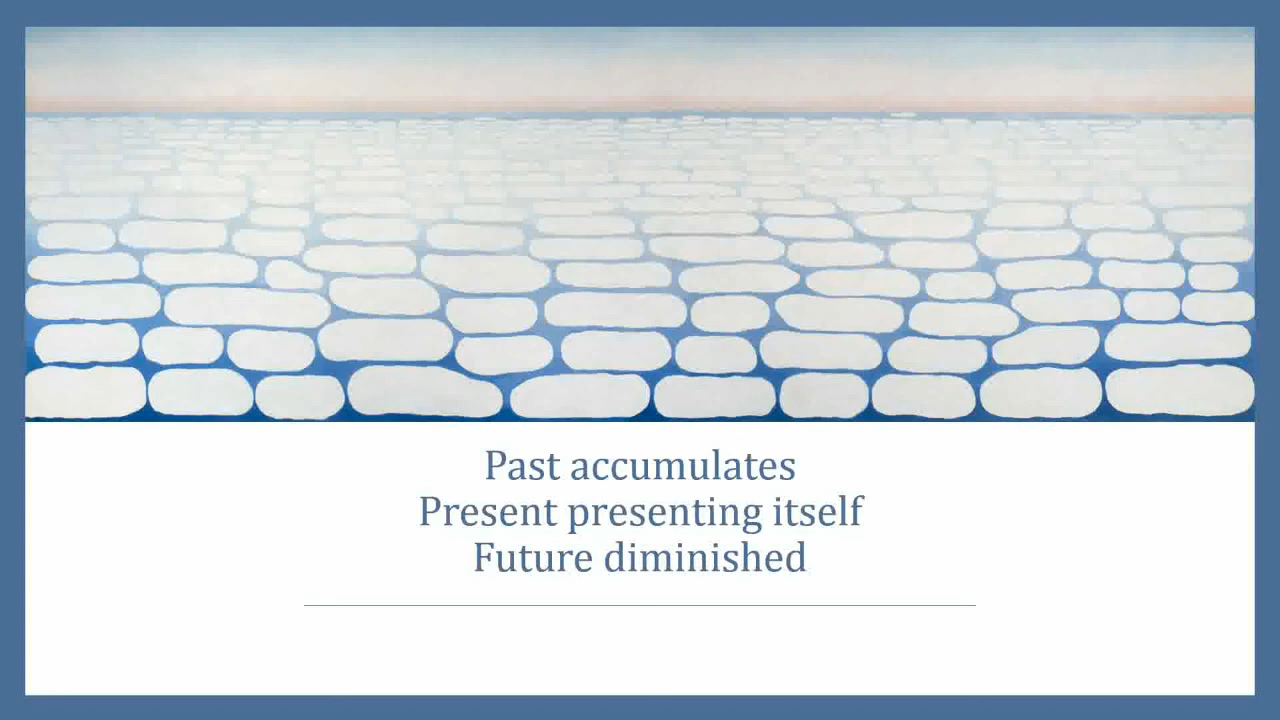 Past accumulates
Present presenting itself
Future diminished